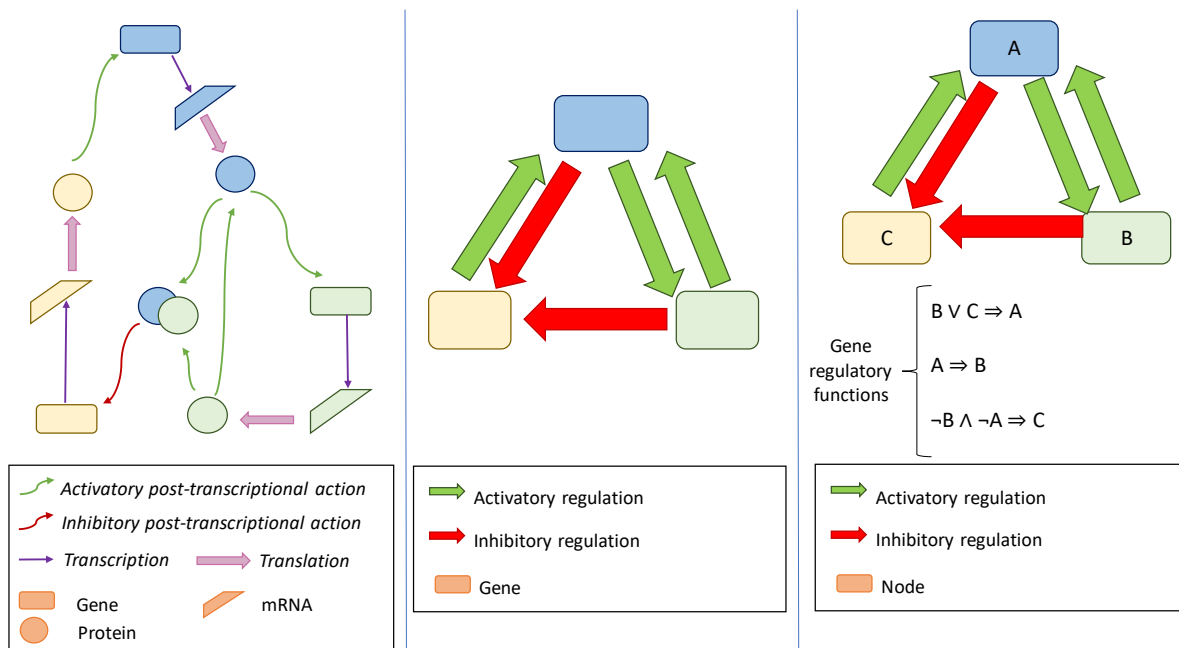 Activatory post-transcriptional action
Inhibitory post-transcriptional action
Transcription
Translation
Gene
mRNA
Protein
Activatory regulation
Inhibitory regulation
Gene
A
C
B
Gene
regulatory
functions
B ∨ C ⇒ A
A ⇒ B
¬B ∧ ¬A ⇒ C
Activatory regulation
Inhibitory regulation
Node